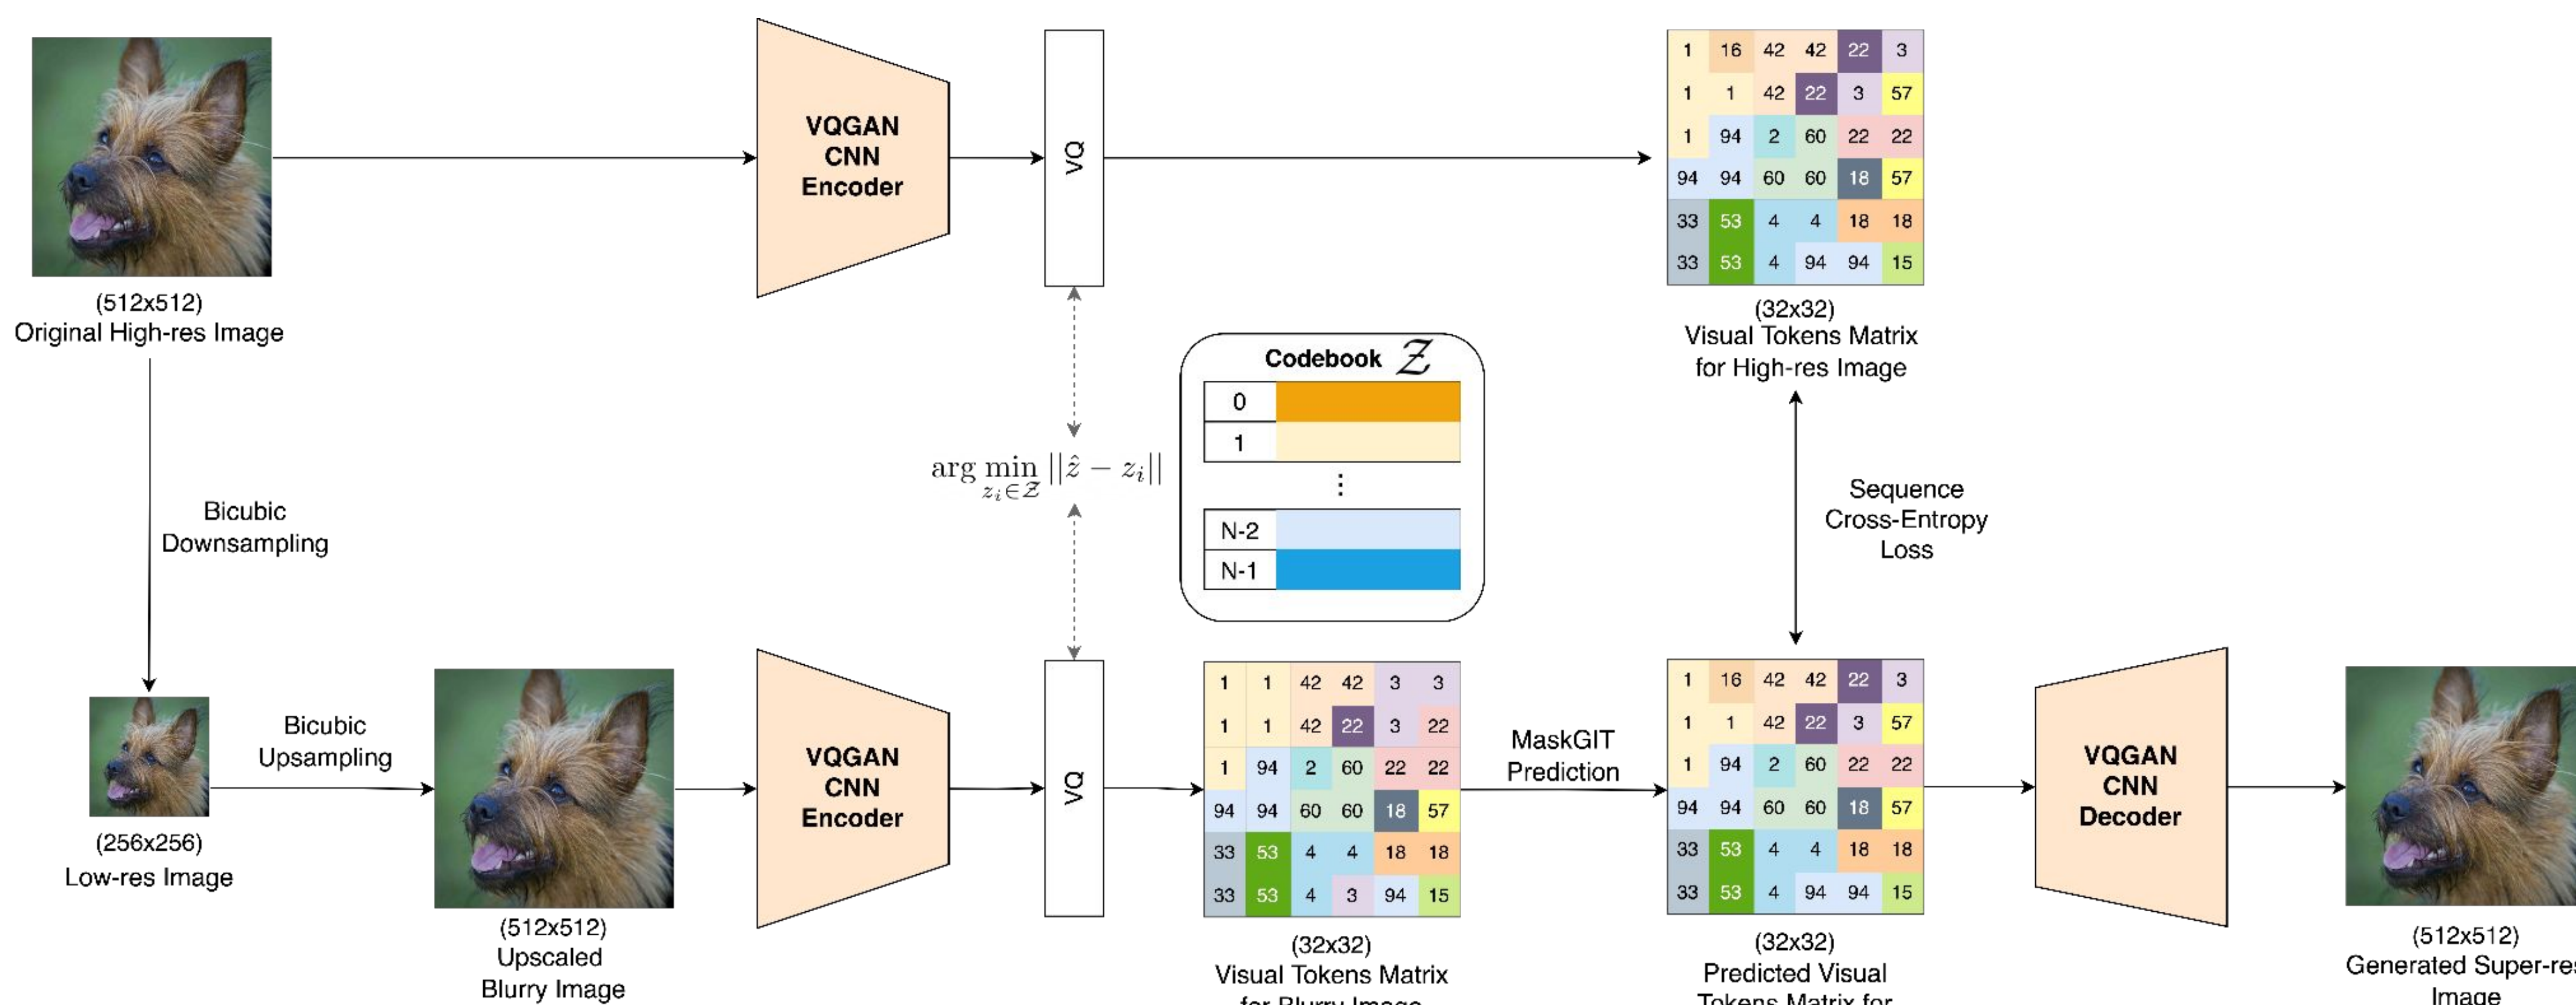 VQGAN
CNN
Encoder
VQ
1 16 42 42 22 3
1 1 42 22 3 57
1 94 2 60 22 22
94 94 60 60 18 57
33 53 4 4 18 18
33 53 4 94 94 15
(512x512)
Original High-res Image
(32x32)
Visual Tokens Matrix
for High-res Image
Codebook 𝒵
0
1
⋮
N-2
N-1
arg min ||ẑ − zᵢ||
zᵢ∈𝒵
Bicubic
Downsampling
Sequence
Cross-Entropy
Loss
(256x256)
Low-res Image
Bicubic
Upsampling
(512x512)
Upscaled
Blurry Image
VQGAN
CNN
Encoder
VQ
1 1 42 42 3 3
1 1 42 22 3 22
1 94 2 60 22 22
94 94 60 60 18 57
33 53 4 4 18 18
33 53 4 3 94 15
(32x32)
Visual Tokens Matrix
for Blurry Image
MaskGIT
Prediction
1 16 42 42 22 3
1 1 42 22 3 57
1 94 2 60 22 22
94 94 60 60 18 57
33 53 4 4 18 18
33 53 4 94 94 15
(32x32)
Predicted Visual
Tokens Matrix for
VQGAN
CNN
Decoder
(512x512)
Generated Super-res
Image